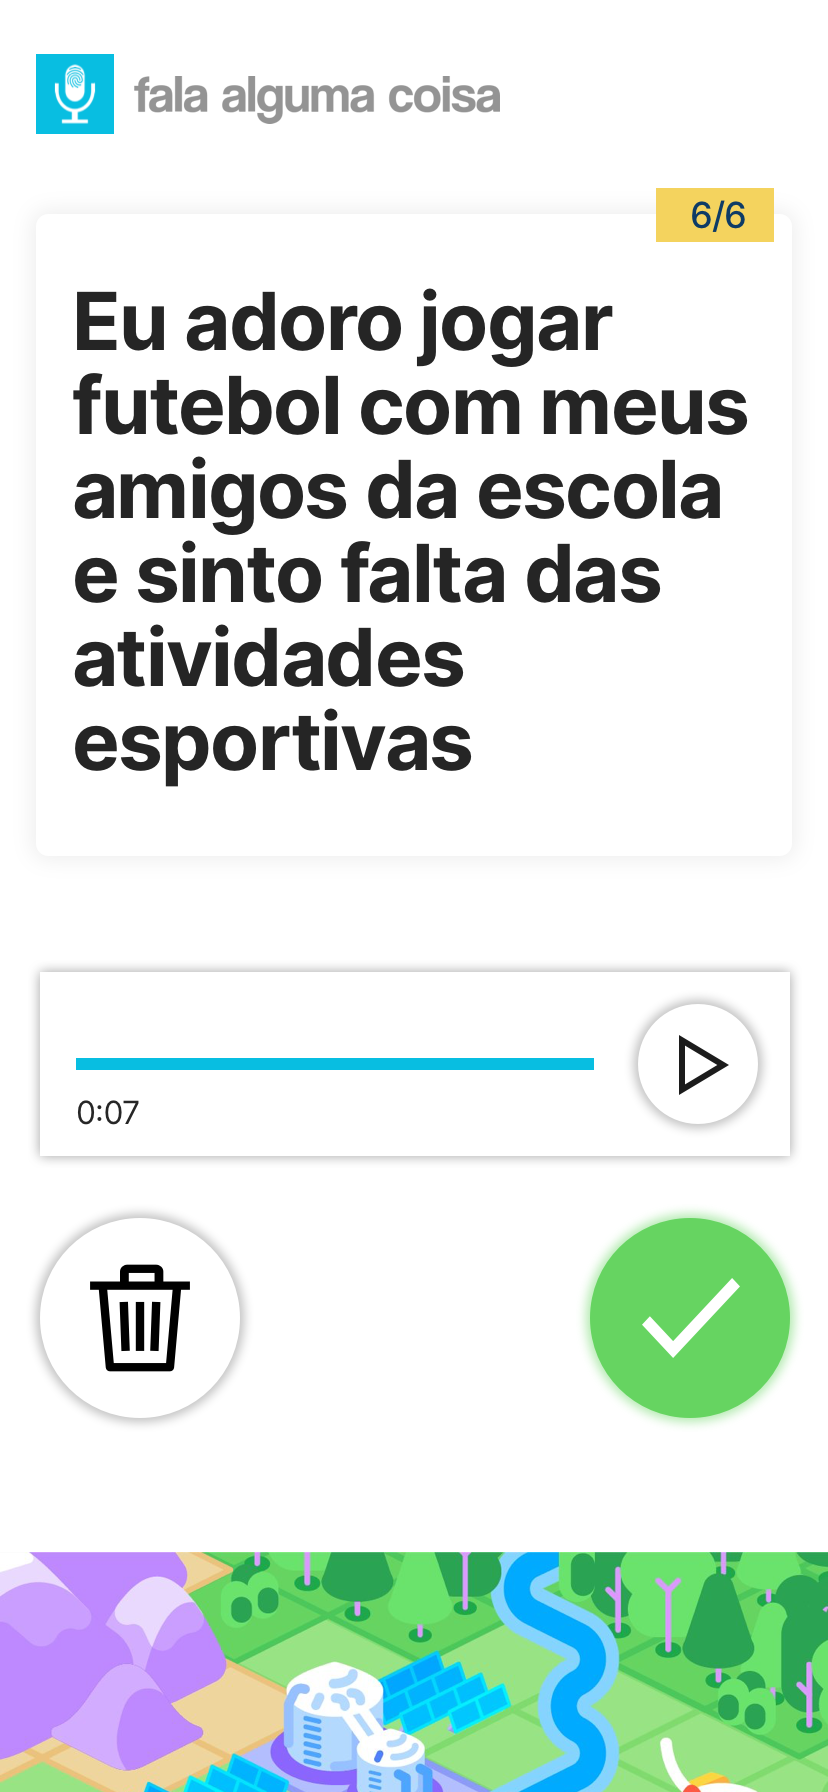 fala alguma coisa
6/6
Eu adoro jogar
futebol com meus
amigos da escola
e sinto falta das
atividades
esportivas
0:07